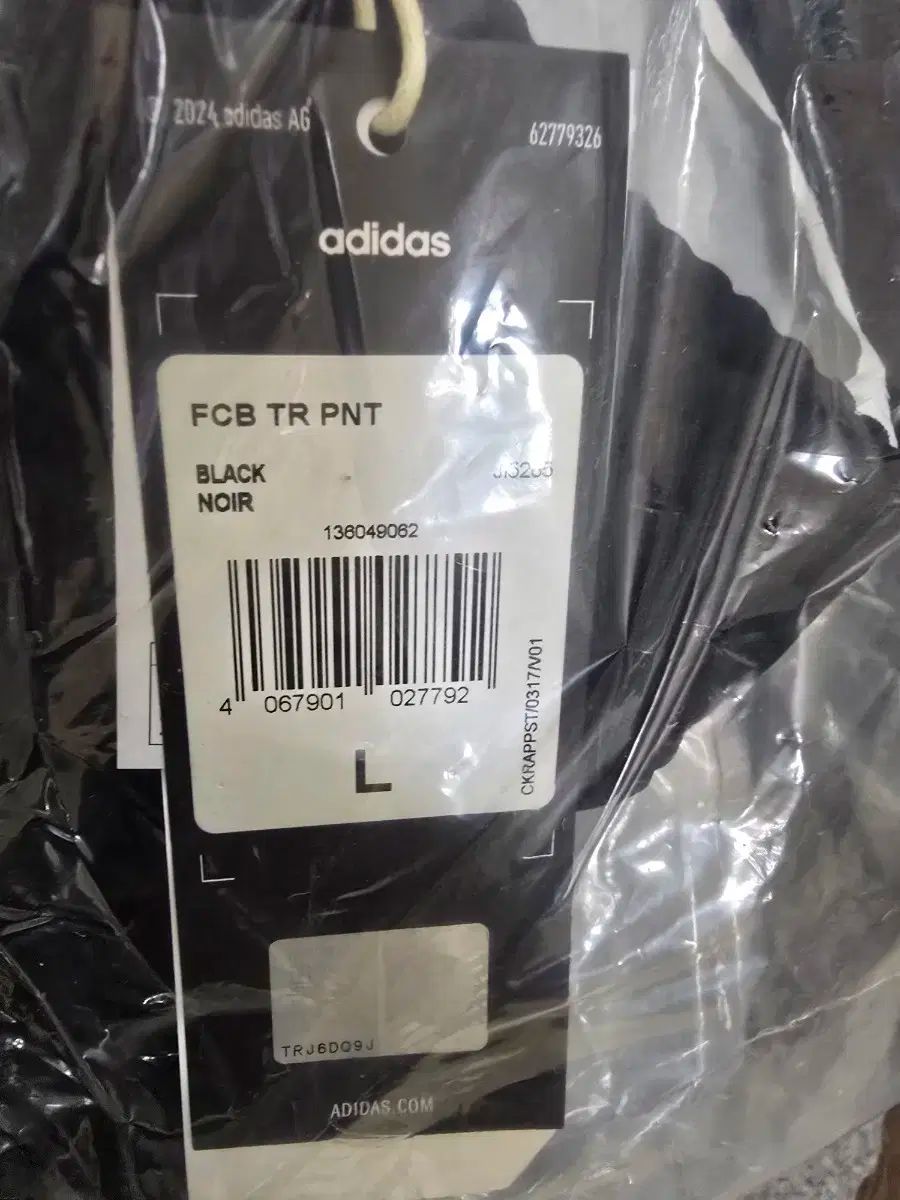 © 2024 adidas AG
62779326
adidas
FCB TR PNT
BLACK
NOIR
136049062
4 067901 027792
CKRAPPST/0317/V01
L
TRJ6DQ9J
ADIDAS.COM